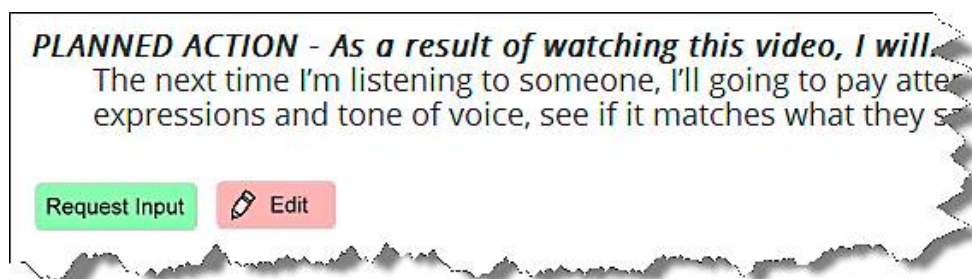 PLANNED ACTION - As a result of watching this video, I will
The next time I'm listening to someone, I'll going to pay
expressions and tone of voice, see if it matches what they
Request Input
Edit